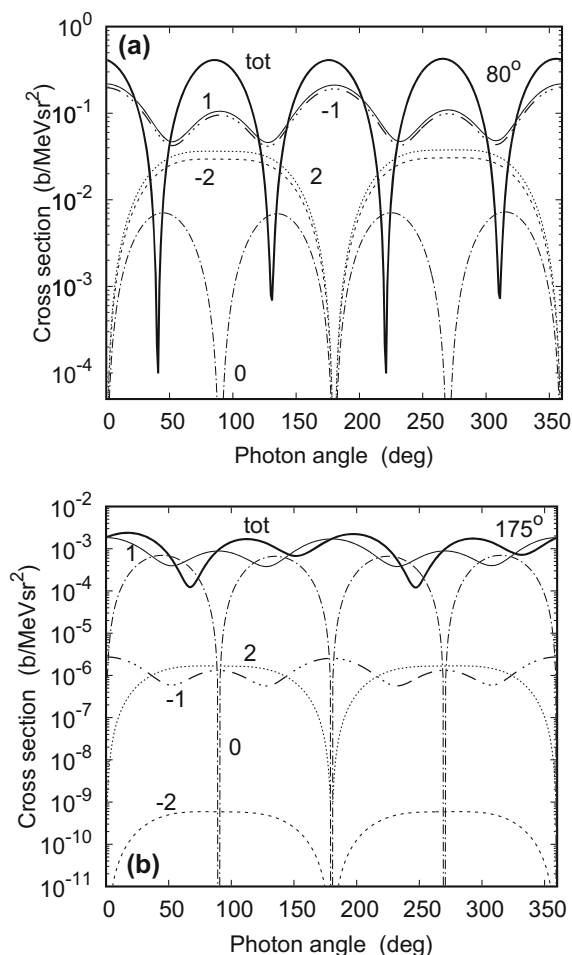 (a)
tot
80°
1
-1
-2
2
0
Cross section (b/MeVsr²)
10⁰
10⁻¹
10⁻²
10⁻³
10⁻⁴
0 50 100 150 200 250 300 350
Photon angle (deg)
tot
175°
1
2
-1
0
-2
(b)
Cross section (b/MeVsr²)
10⁻²
10⁻³
10⁻⁴
10⁻⁵
10⁻⁶
10⁻⁷
10⁻⁸
10⁻⁹
10⁻¹⁰
10⁻¹¹
0 50 100 150 200 250 300 350
Photon angle (deg)